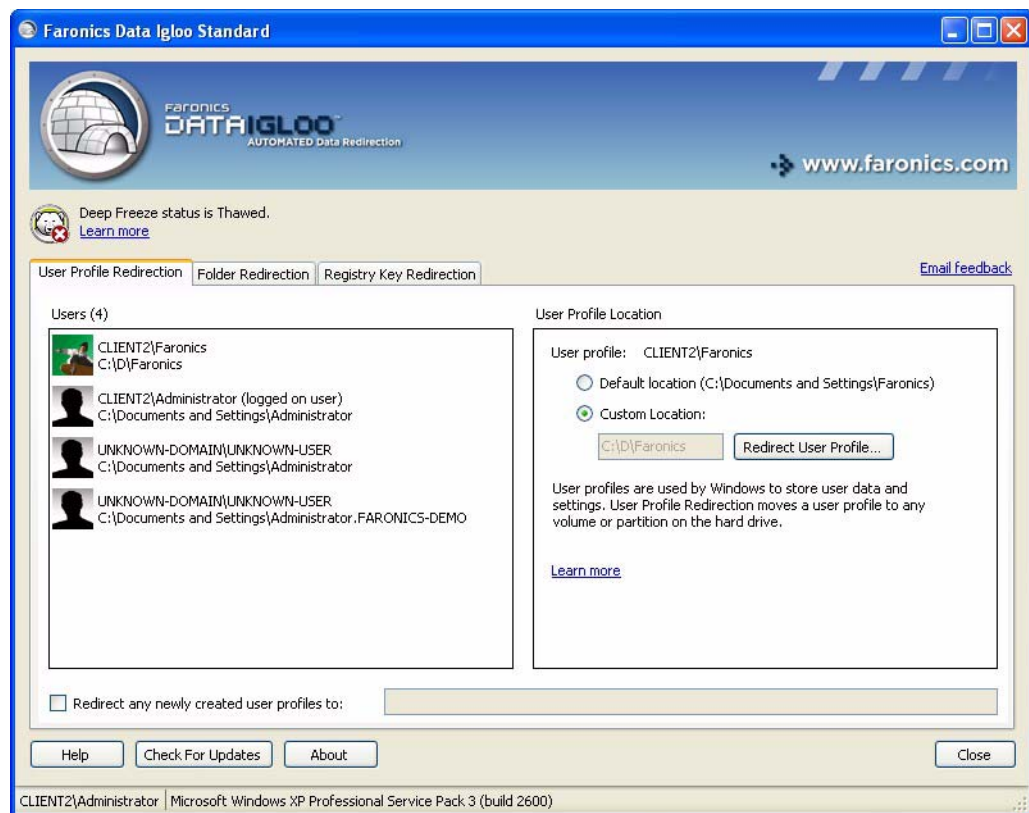 Faronics Data Igloo Standard
Faronics
DATAIGLOO™
AUTOMATED Data Redirection
www.faronics.com
Deep Freeze status is Thawed.
Learn more
User Profile Redirection
Folder Redirection
Registry Key Redirection
Email feedback
Users (4)
CLIENT2\Faronics
C:\D\Faronics
CLIENT2\Administrator (logged on user)
C:\Documents and Settings\Administrator
UNKNOWN-DOMAIN\UNKNOWN-USER
C:\Documents and Settings\Administrator
UNKNOWN-DOMAIN\UNKNOWN-USER
C:\Documents and Settings\Administrator.FARONICS-DEMO
User Profile Location
User profile: CLIENT2\Faronics
Default location (C:\Documents and Settings\Faronics)
Custom Location:
C:\D\Faronics
Redirect User Profile...
User profiles are used by Windows to store user data and
settings. User Profile Redirection moves a user profile to any
volume or partition on the hard drive.
Learn more
Redirect any newly created user profiles to:
Help
Check For Updates
About
Close
CLIENT2\Administrator
Microsoft Windows XP Professional Service Pack 3 (build 2600)